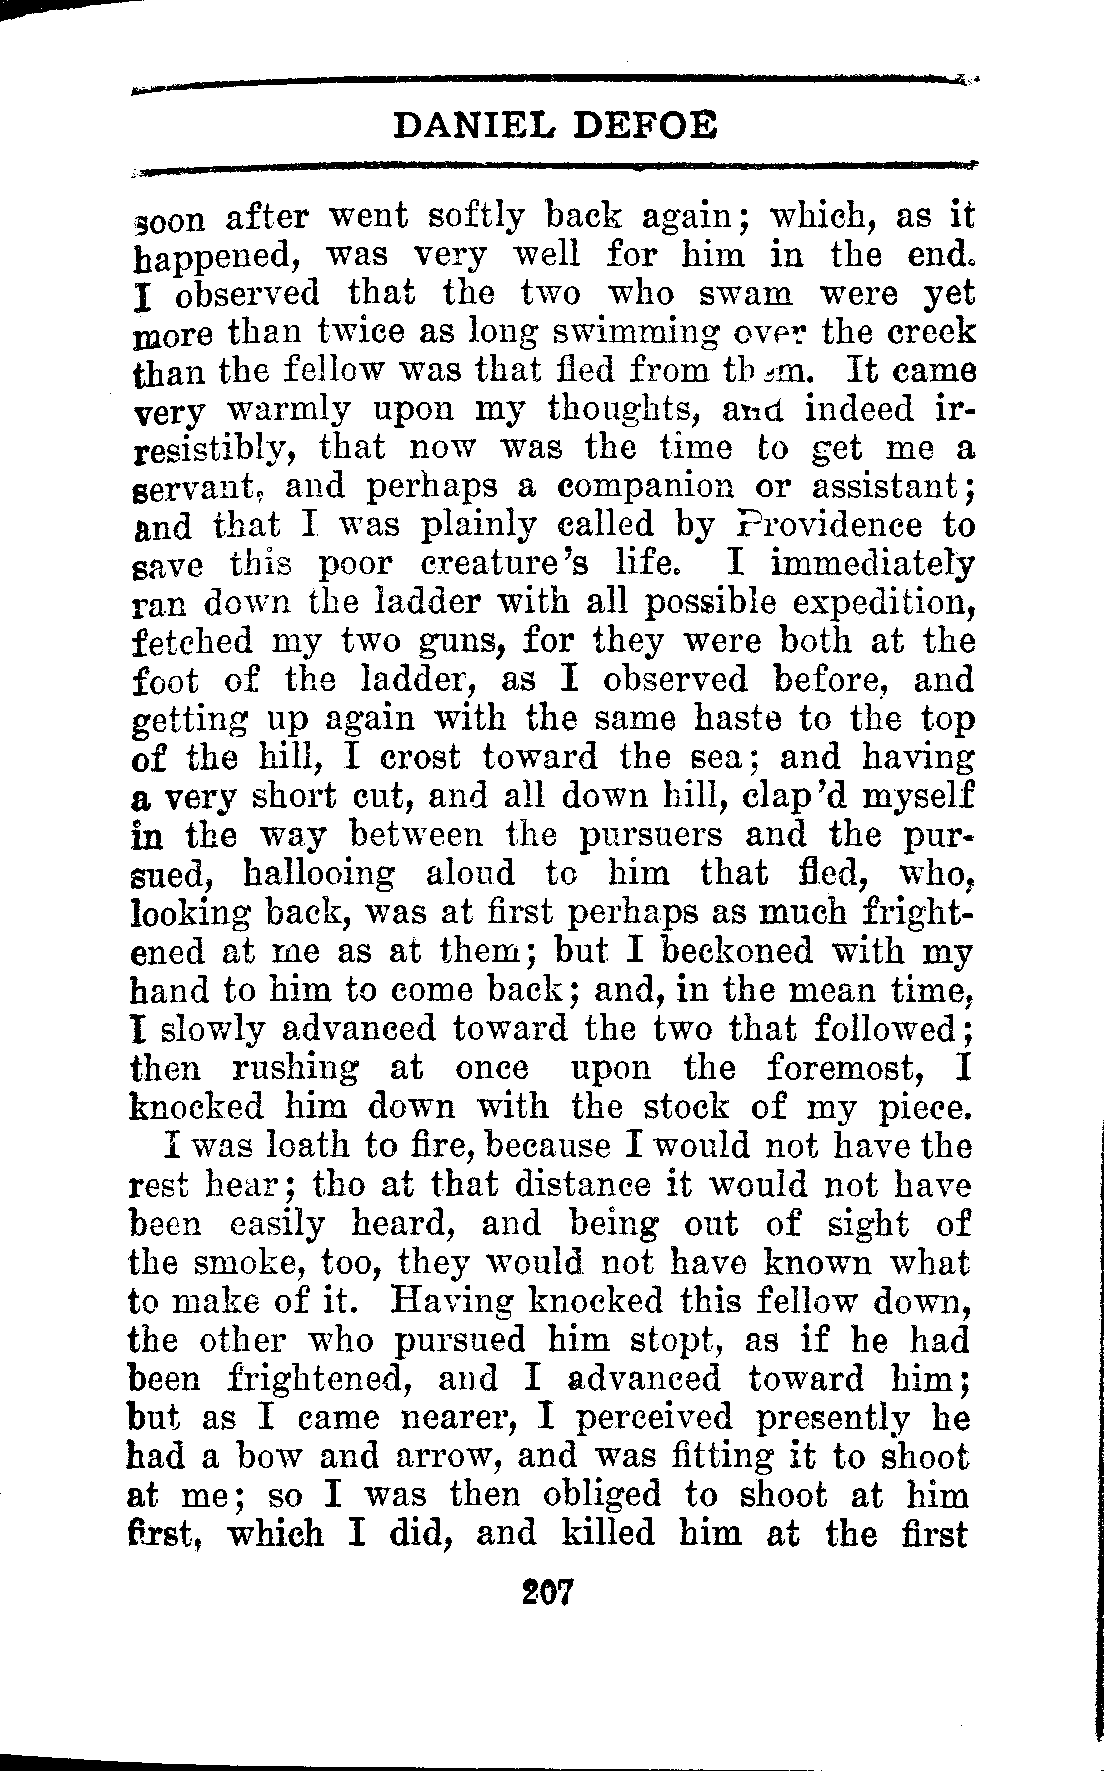 DANIEL DEFOE
soon after went softly back again; which, as it
happened, was very well for him in the end.
I observed that the two who swam were yet
more than twice as long swimming over the creek
than the fellow was that fled from them. It came
very warmly upon my thoughts, and indeed ir-
resistibly, that now was the time to get me a
servant, and perhaps a companion or assistant;
and that I was plainly called by Providence to
save this poor creature's life. I immediately
ran down the ladder with all possible expedition,
fetched my two guns, for they were both at the
foot of the ladder, as I observed before, and
getting up again with the same haste to the top
of the hill, I crost toward the sea; and having
a very short cut, and all down hill, clap'd myself
in the way between the pursuers and the pur-
sued, hallooing aloud to him that fled, who,
looking back, was at first perhaps as much fright-
ened at me as at them; but I beckoned with my
hand to him to come back; and, in the mean time,
I slowly advanced toward the two that followed;
then rushing at once upon the foremost, I
knocked him down with the stock of my piece.
I was loath to fire, because I would not have the
rest hear; tho at that distance it would not have
been easily heard, and being out of sight of
the smoke, too, they would not have known what
to make of it. Having knocked this fellow down,
the other who pursued him stopt, as if he had
been frightened, and I advanced toward him;
but as I came nearer, I perceived presently he
had a bow and arrow, and was fitting it to shoot
at me; so I was then obliged to shoot at him
first, which I did, and killed him at the first
207